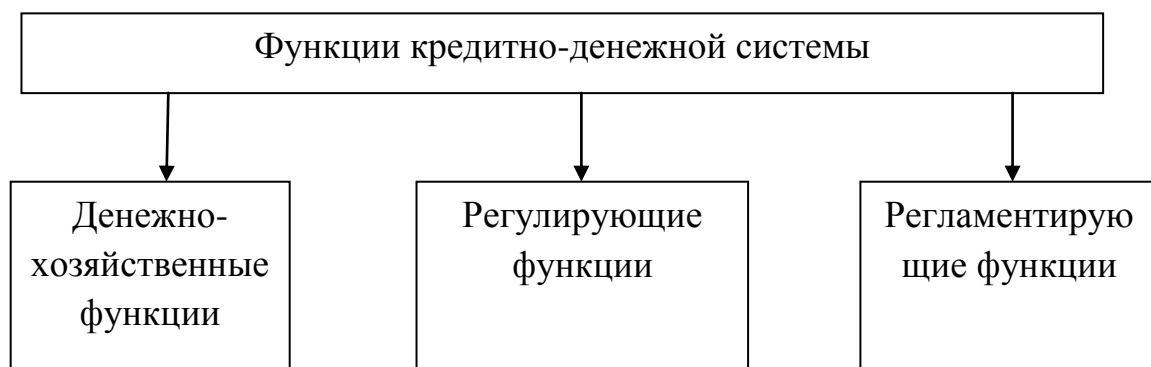 Функции кредитно-денежной системы
Денежно-
хозяйственные
функции
Регулирующие
функции
Регламентирую
щие функции